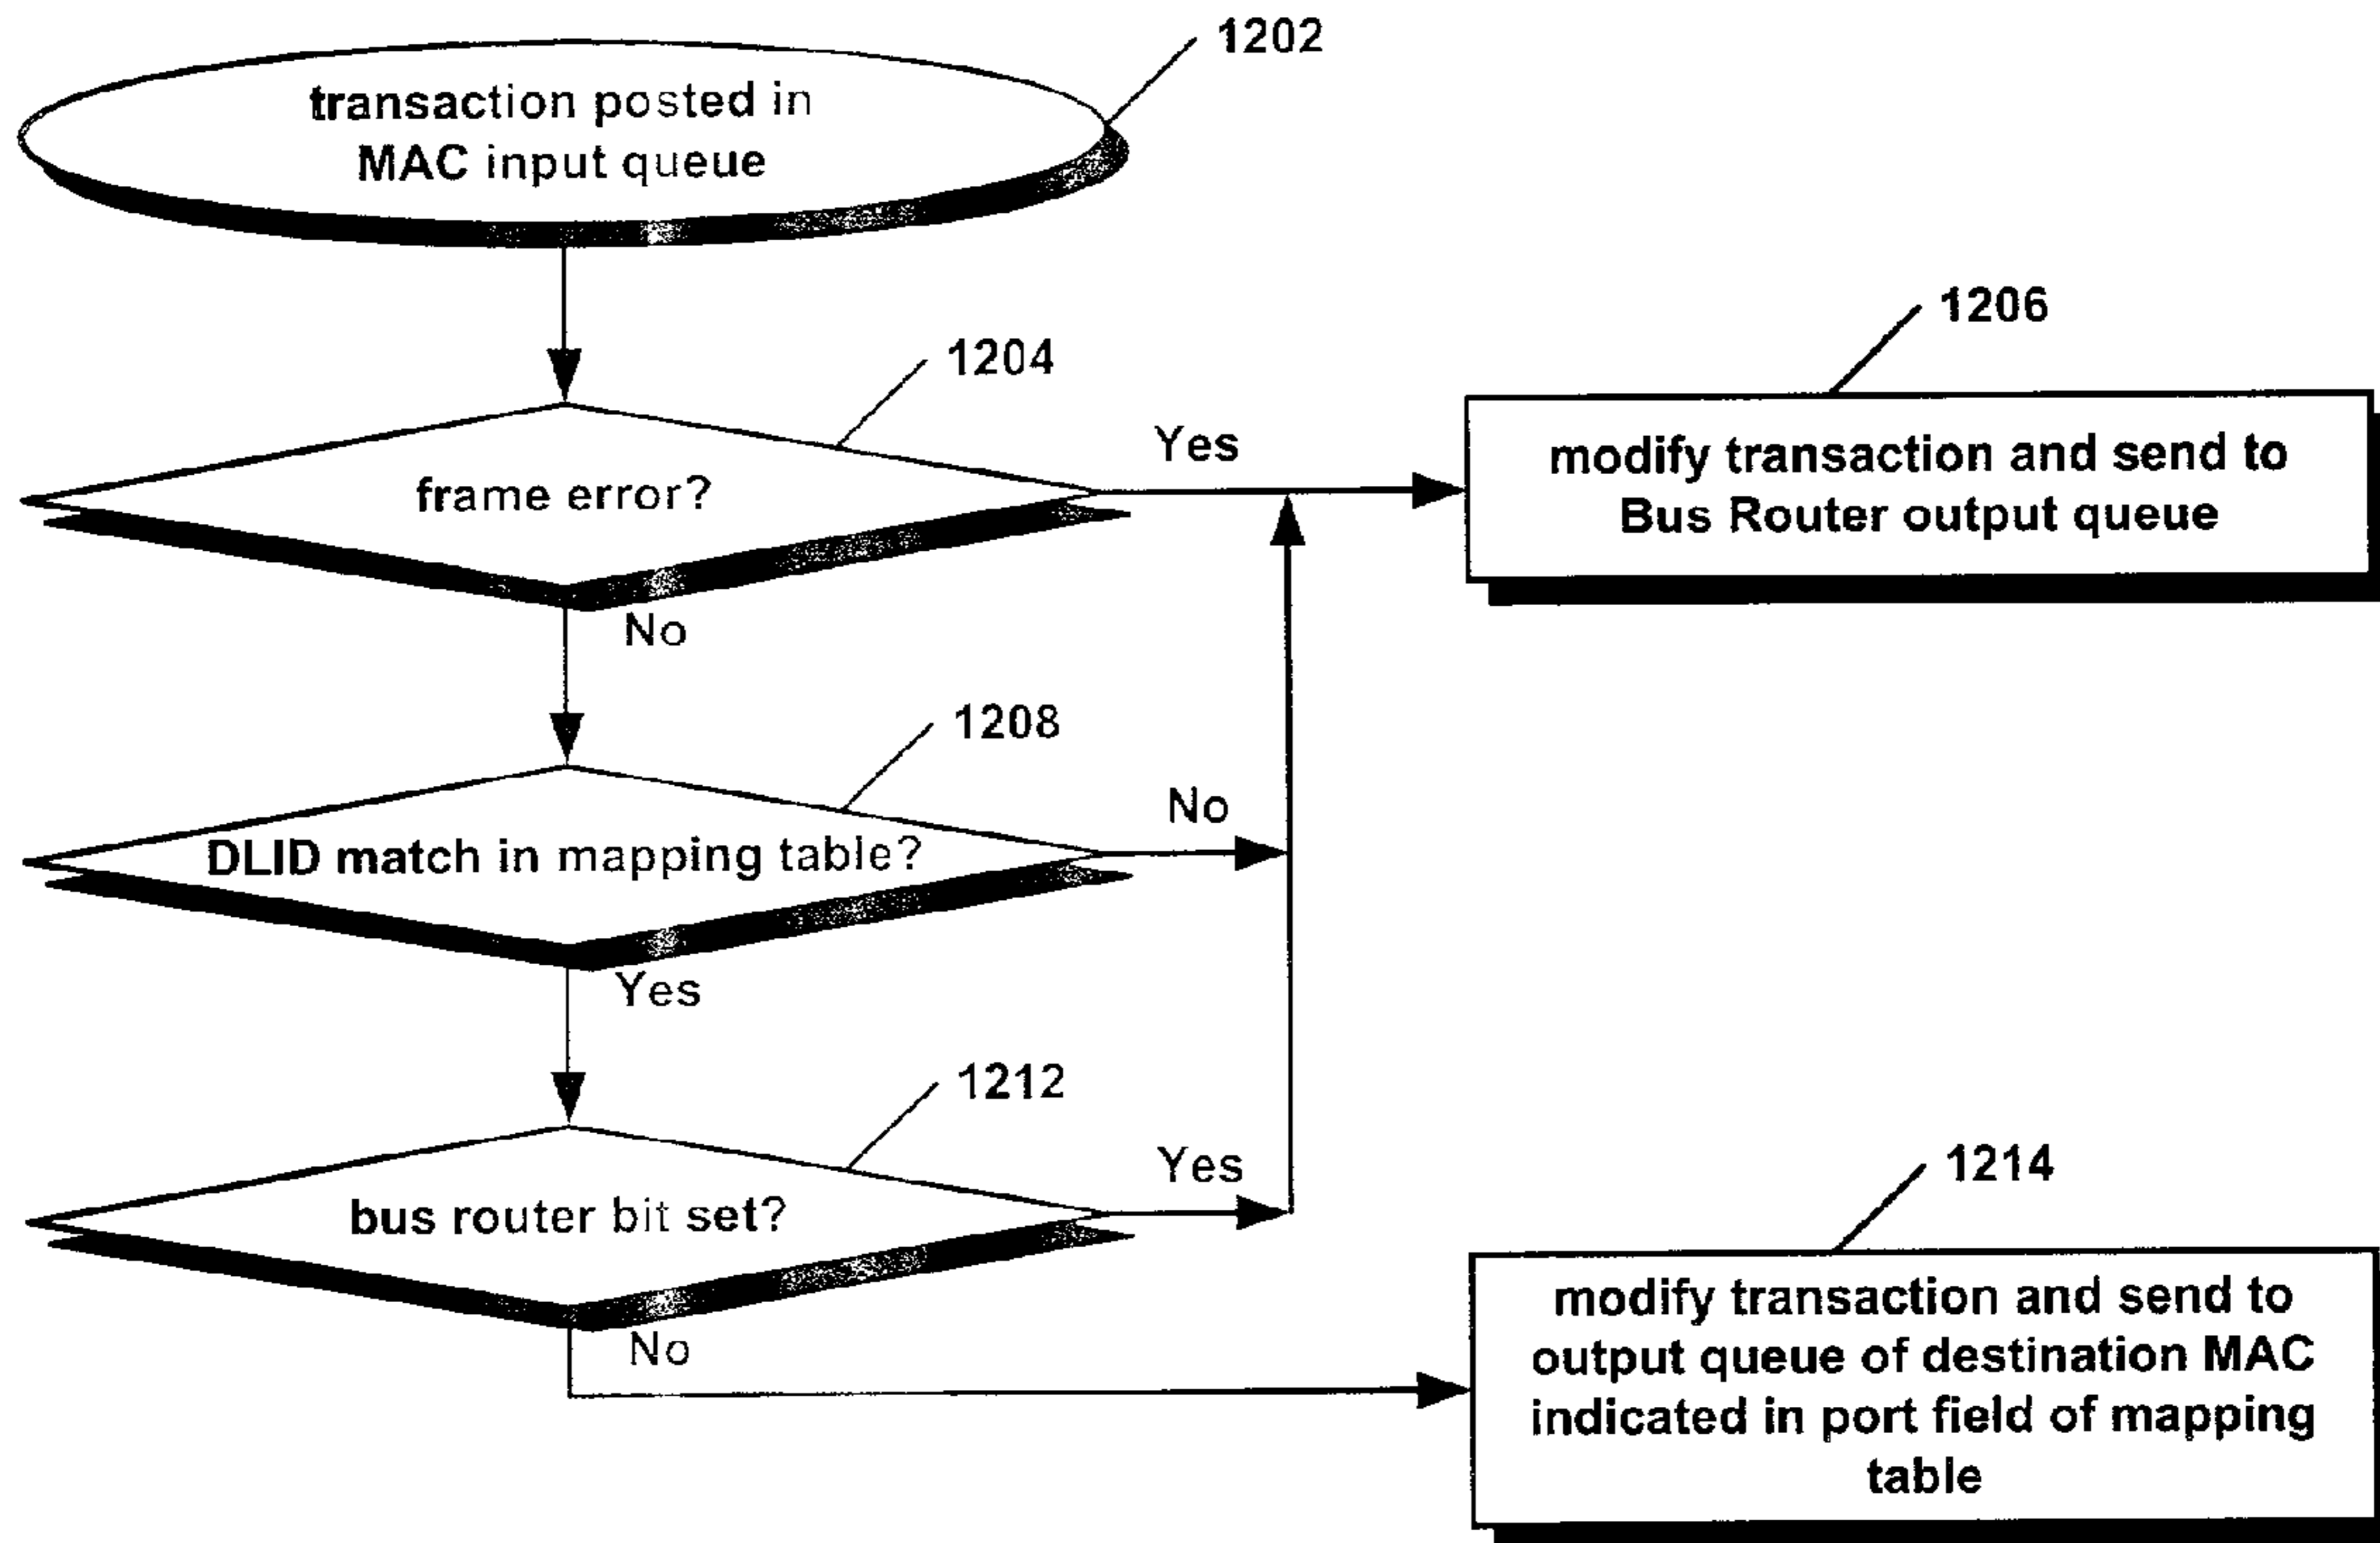 1202
transaction posted in
MAC input queue
1206
1204
Yes
modify transaction and send to
Bus Router output queue
frame error?
No
1208
No
DLID match in mapping table?
Yes
1212
Yes
1214
bus router bit set?
No
modify transaction and send to
output queue of destination MAC
indicated in port field of mapping
table